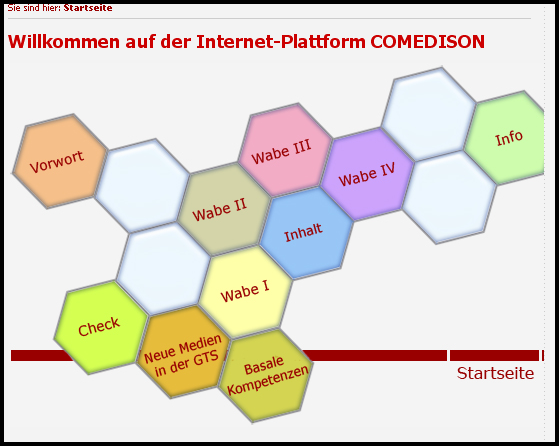 Sie sind hier: Startseite
Willkommen auf der Internet-Plattform COMEDISON
Vorwort
Wabe III
Info
Wabe IV
Wabe II
Inhalt
Wabe I
Check
Neue Medien
in der GTS
Basale
Kompetenzen
Startseite